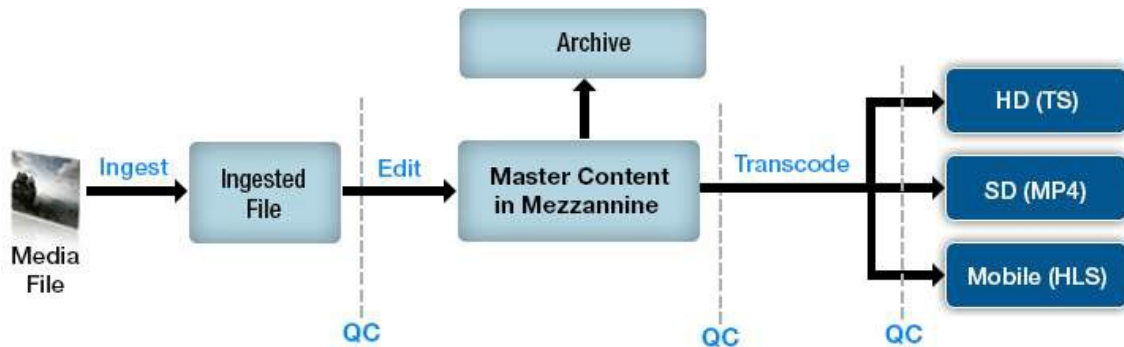 Archive
HD (TS)
Ingest
Ingested
File
Edit
Master Content
in Mezzannine
Transcode
SD (MP4)
Media
File
Mobile (HLS)
QC
QC
QC